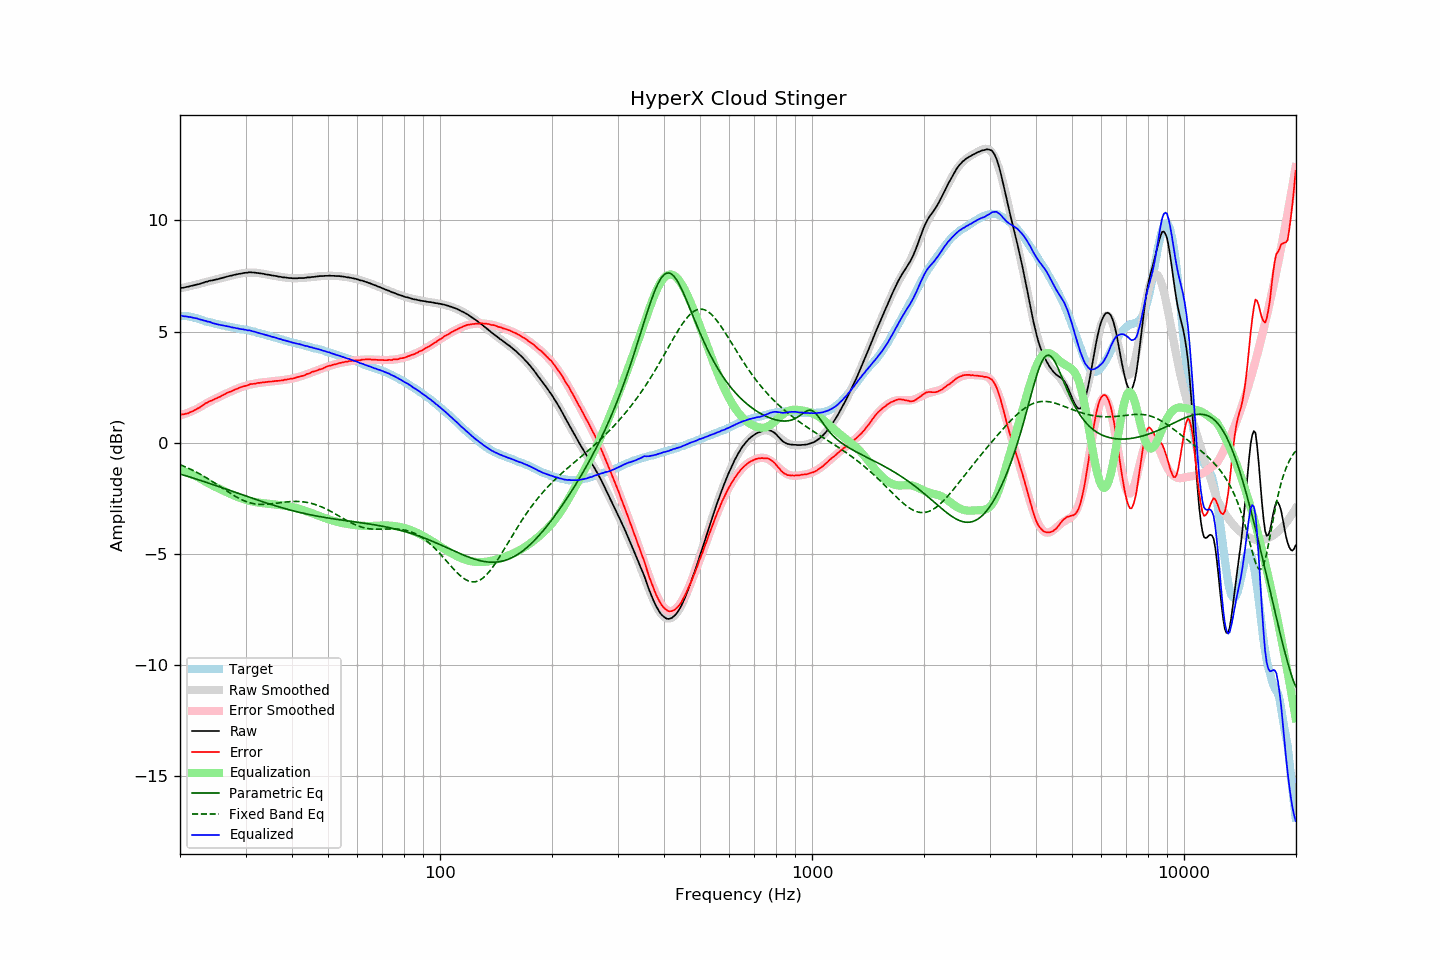 HyperX Cloud Stinger
Amplitude (dBr)
10
5
0
−5
−10
−15
Target
Raw Smoothed
Error Smoothed
Raw
Error
Equalization
Parametric Eq
Fixed Band Eq
Equalized
100
1000
10000
Frequency (Hz)